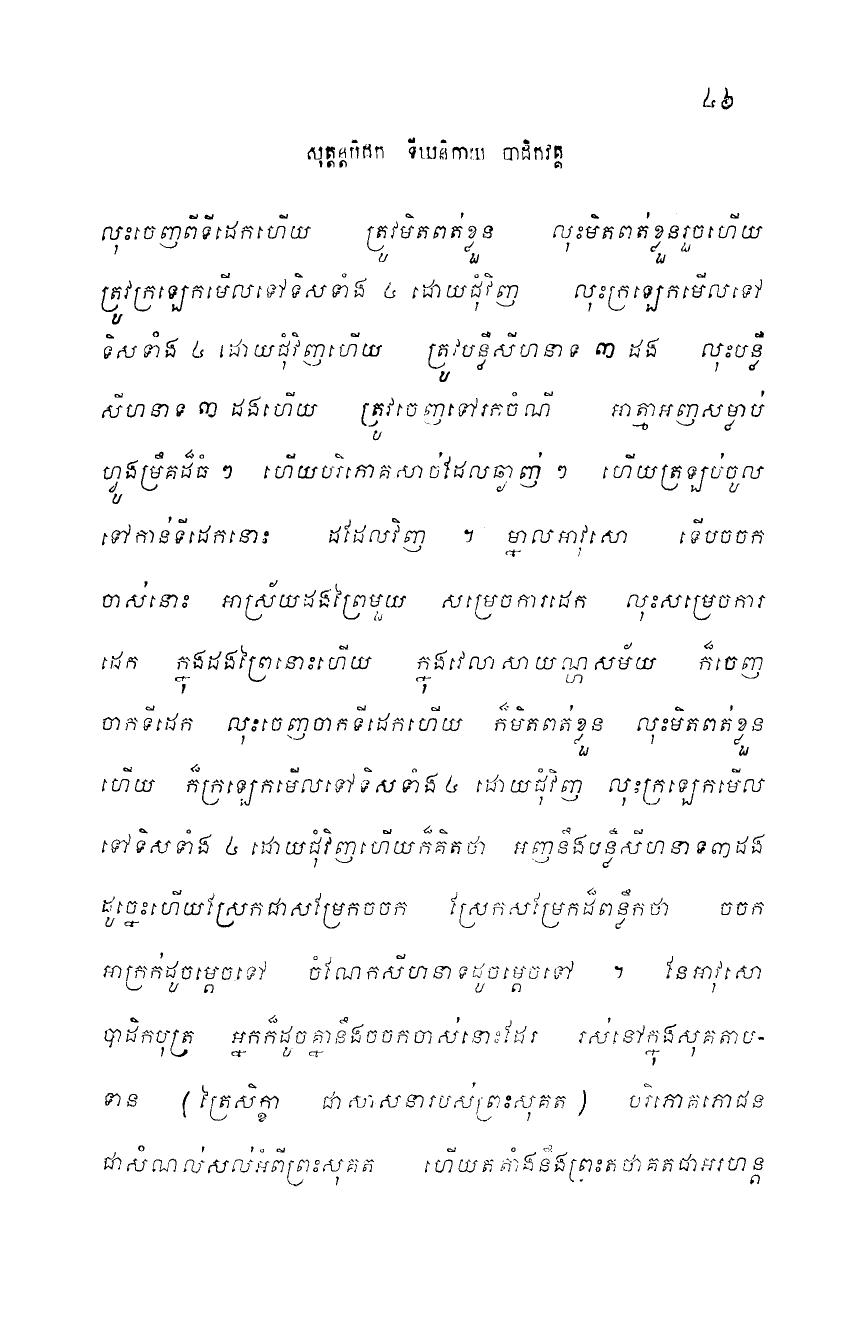 ៤៦
សុត្តន្តបិដក ទីឃនិកាយ បាដិកវគ្គ
លុះចេញពីទីដេកហើយ ត្រូវមិតពត់ខ្លួន លុះមិតពត់ខ្លួនរួចហើយ
ត្រូវក្រឡេកមើលទៅទិសទាំង ៤ ដោយជុំវិញ លុះក្រឡេកមើលទៅ
ទិសទាំង ៤ ដោយជុំវិញហើយ ត្រូវបន្លឺសីហនាទ ៣ ដង លុះបន្លឺ
សីហនាទ ៣ ដងហើយ ត្រូវចេញទៅរកចំណី អាត្មាអញសម្លាប់
ហ្វូងម្រឹគដ៏ធំ ៗ ហើយបរិភោគសាច់ដែលឆ្ងាញ់ ៗ ហើយត្រឡប់ចូល
ទៅកាន់ទីដេកនោះ ដដែលវិញ ។ ម្នាលអាវុសោ ទើបចចក
ចាស់នោះ អាស្រ័យដងព្រៃមួយ សម្រេចការដេក លុះសម្រេចការ
ដេក ក្នុងដងព្រៃនោះហើយ ក្នុងវេលាសាយណ្ហសម័យ ក៏ចេញ
ចាកទីដេក លុះចេញចាកទីដេកហើយ ក៏មិតពត់ខ្លួន លុះមិតពត់ខ្លួន
ហើយ ក៏ក្រឡេកមើលទៅទិសទាំង៤ ដោយជុំវិញ លុះក្រឡេកមើល
ទៅទិសទាំង ៤ ដោយជុំវិញហើយក៏គិតថា អញនឹងបន្លឺសីហនាទ៣ដង
ដូច្នេះហើយស្រែកជាសម្រែកចចក ស្រែកសម្រែកដ៏ពន្លឹកថា ចចក
អាក្រក់ដូចម្តេចទៅ ចំណែកសីហនាទដូចម្តេចទៅ ។ នែអាវុសោ
បាដិកបុត្រ អ្នកក៏ដូចគ្នានឹងចចកចាស់នោះដែរ រស់នៅក្នុងសុគតាប-
ទាន (ត្រៃសិក្ខា ជាសាសនារបស់ព្រះសុគត) បរិភោគភោជន
ជាសំណល់សល់អំពីព្រះសុគត ហើយតតាំងនឹងព្រះតថាគតជាអរហន្ត